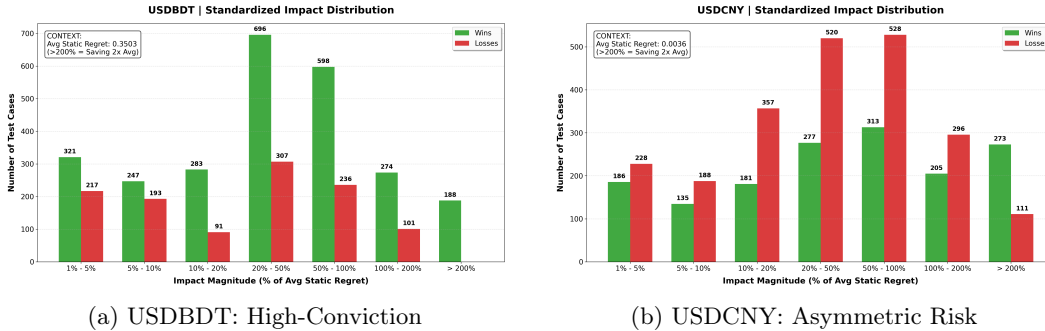 USDBDT | Standardized Impact Distribution
CONTEXT:
Avg Static Regret: 0.3503
(>200% = Saving 2x Avg)
Wins
Losses
Number of Test Cases
700
600
500
400
300
200
100
0
321
217
247
193
283
91
696
307
598
236
274
101
188
1% - 5%
5% - 10%
10% - 20%
20% - 50%
50% - 100%
100% - 200%
> 200%
Impact Magnitude (% of Avg Static Regret)
(a) USDBDT: High-Conviction
USDCNY | Standardized Impact Distribution
CONTEXT:
Avg Static Regret: 0.0036
(>200% = Saving 2x Avg)
Wins
Losses
Number of Test Cases
500
400
300
200
100
0
186
228
135
188
181
357
277
520
313
528
205
296
273
111
1% - 5%
5% - 10%
10% - 20%
20% - 50%
50% - 100%
100% - 200%
> 200%
Impact Magnitude (% of Avg Static Regret)
(b) USDCNY: Asymmetric Risk